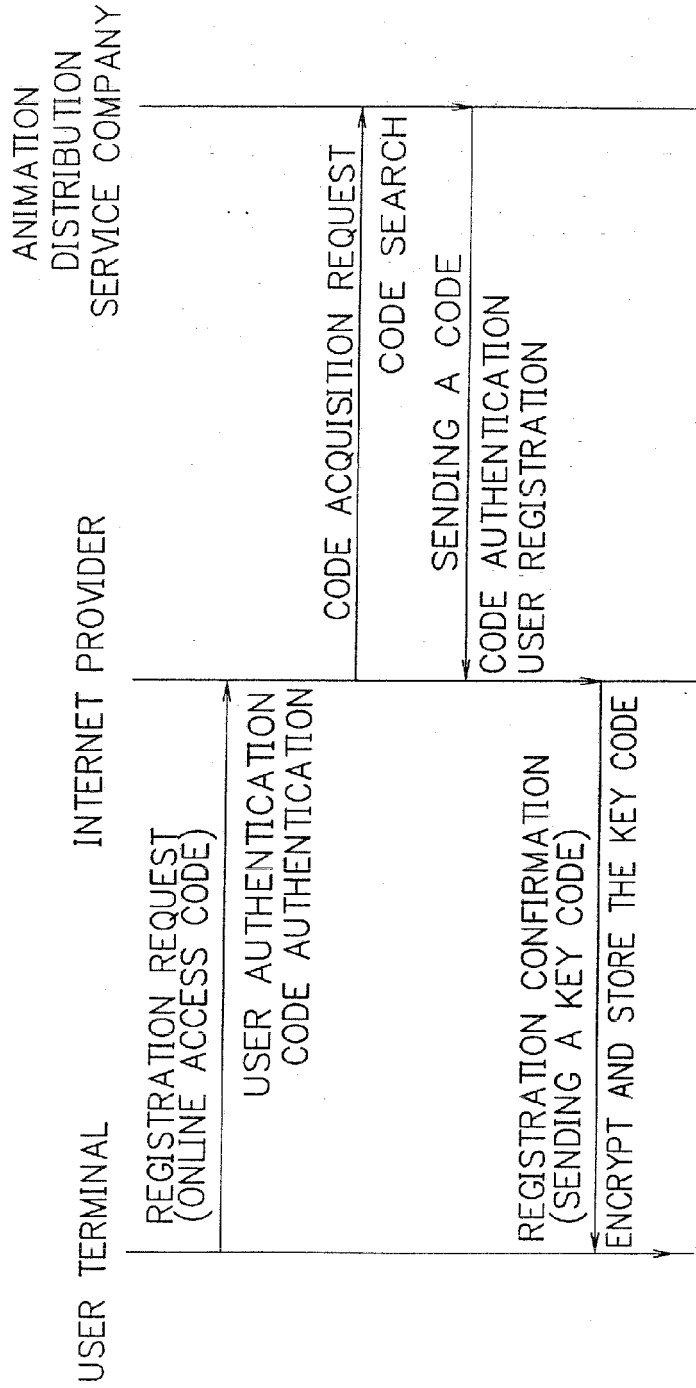 USER TERMINAL
INTERNET PROVIDER
ANIMATION
DISTRIBUTION
SERVICE COMPANY
REGISTRATION REQUEST
(ONLINE ACCESS CODE)
USER AUTHENTICATION
CODE AUTHENTICATION
CODE ACQUISITION REQUEST
CODE SEARCH
SENDING A CODE
CODE AUTHENTICATION
USER REGISTRATION
REGISTRATION CONFIRMATION
(SENDING A KEY CODE)
ENCRYPT AND STORE THE KEY CODE